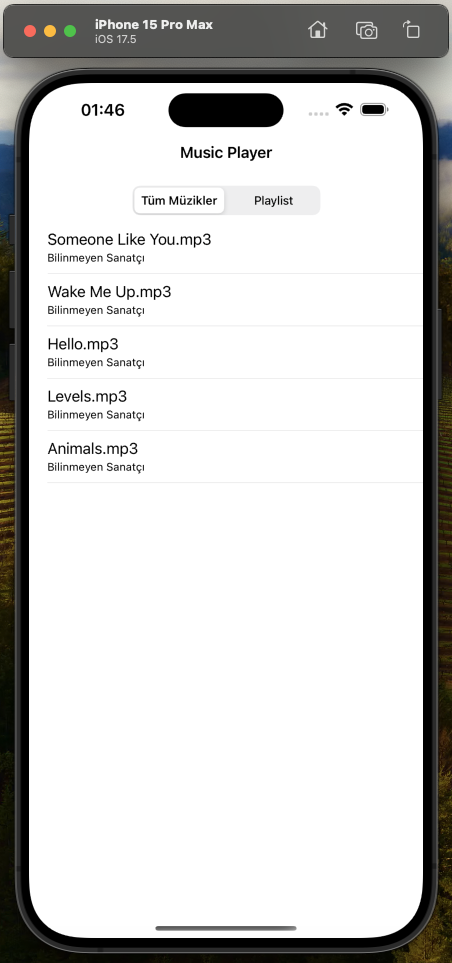 iPhone 15 Pro Max
iOS 17.5
01:46
Music Player
Tüm Müzikler
Playlist
Someone Like You.mp3
Bilinmeyen Sanatçı
Wake Me Up.mp3
Bilinmeyen Sanatçı
Hello.mp3
Bilinmeyen Sanatçı
Levels.mp3
Bilinmeyen Sanatçı
Animals.mp3
Bilinmeyen Sanatçı